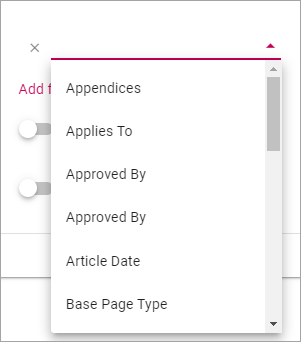 Add f
Appendices
Applies To
Approved By
Approved By
Article Date
Base Page Type